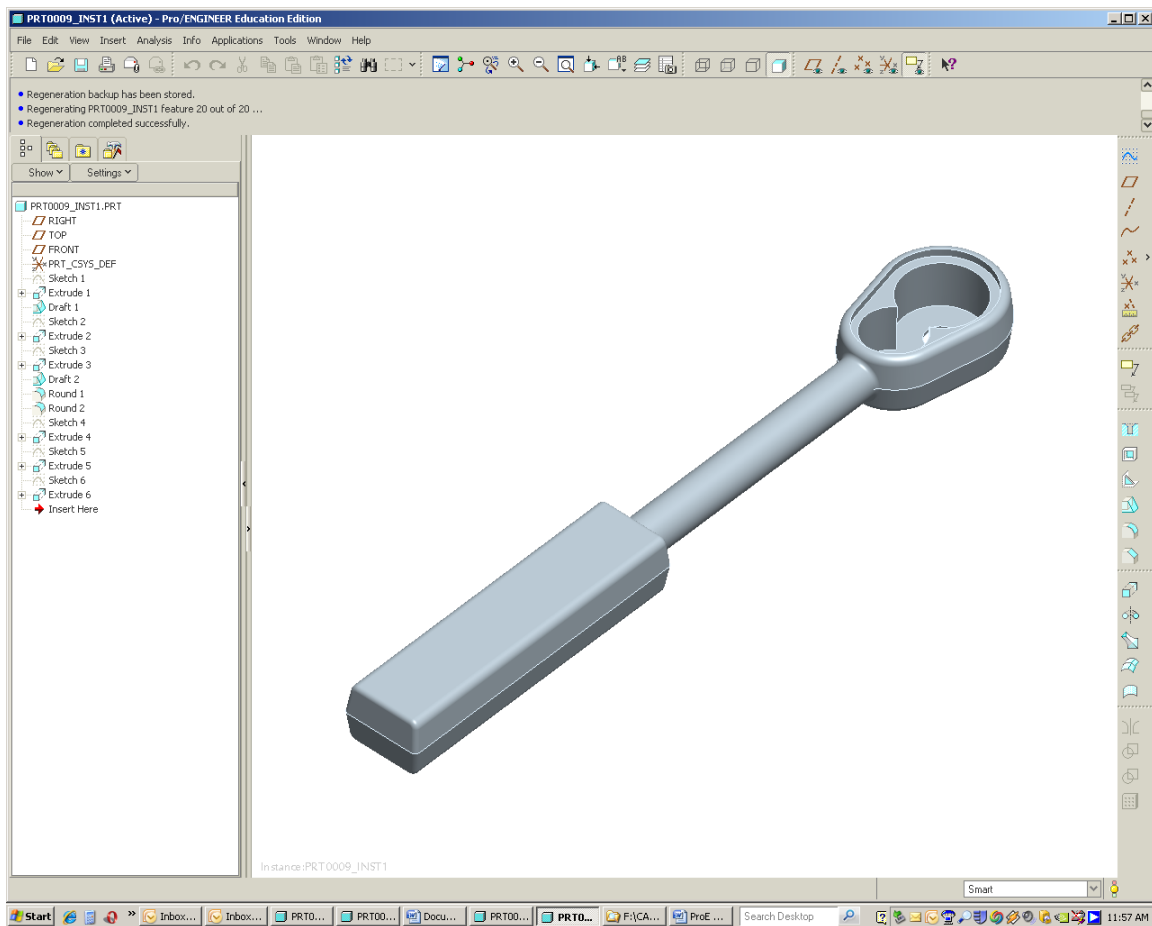 PRT0009_INST1 (Active) - Pro/ENGINEER Education Edition
File Edit View Insert Analysis Info Applications Tools Window Help
• Regeneration backup has been stored.
• Regenerating PRT0009_INST1 feature 20 out of 20 ...
• Regeneration completed successfully.
Show Settings
PRT0009_INST1.PRT
RIGHT
TOP
FRONT
PRT_CSYS_DEF
Sketch 1
Extrude 1
Draft 1
Sketch 2
Extrude 2
Sketch 3
Extrude 3
Draft 2
Round 1
Round 2
Sketch 4
Extrude 4
Sketch 5
Extrude 5
Sketch 6
Extrude 6
Insert Here
Instance:PRT0009_INST1
Smart
Start » Inbox... Inbox... PRT0... PRT00... Docu... PRT00... PRT0... F:\CA... ProE ... Search Desktop 11:57 AM